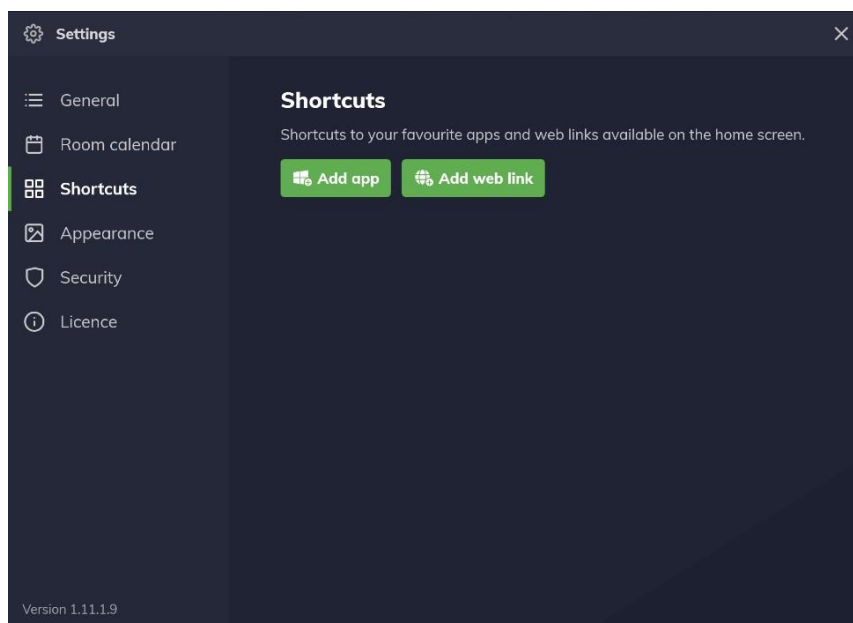 Settings
General
Room calendar
Shortcuts
Appearance
Security
Licence
Version 1.11.1.9
Shortcuts
Shortcuts to your favourite apps and web links available on the home screen.
Add app
Add web link